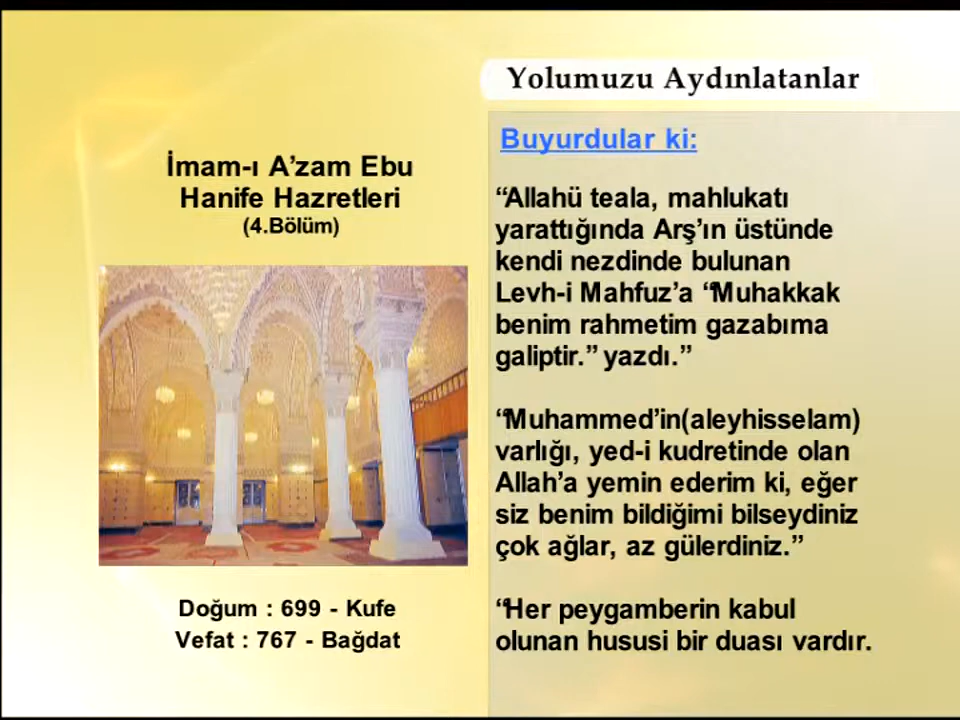 Yolumuzu Aydınlatanlar
İmam-ı A’zam Ebu
Hanife Hazretleri
(4.Bölüm)
Doğum : 699 - Kufe
Vefat : 767 - Bağdat
Buyurdular ki:
“Allahü teala, mahlukatı
yarattığında Arş’ın üstünde
kendi nezdinde bulunan
Levh-i Mahfuz’a “Muhakkak
benim rahmetim gazabıma
galiptir.” yazdı.”
“Muhammed’in(aleyhisselam)
varlığı, yed-i kudretinde olan
Allah’a yemin ederim ki, eğer
siz benim bildiğimi bilseydiniz
çok ağlar, az gülerdiniz.”
“Her peygamberin kabul
olunan hususi bir duası vardır.